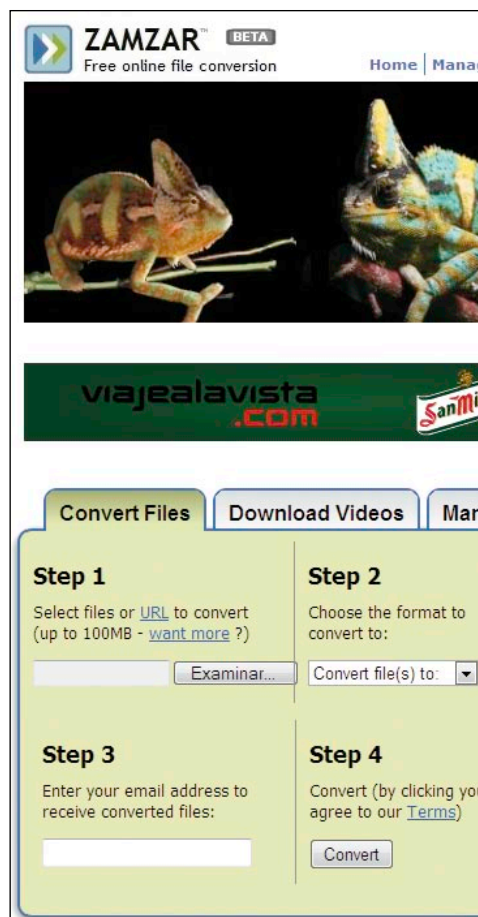 ZAMZAR™ BETA
Free online file conversion
Home | Manag
viajealavista
.com
SanMi
Convert Files
Download Videos
Man
Step 1
Select files or URL to convert
(up to 100MB - want more ?)
Examinar...
Step 2
Choose the format to
convert to:
Convert file(s) to:
Step 3
Enter your email address to
receive converted files:
Step 4
Convert (by clicking you
agree to our Terms)
Convert